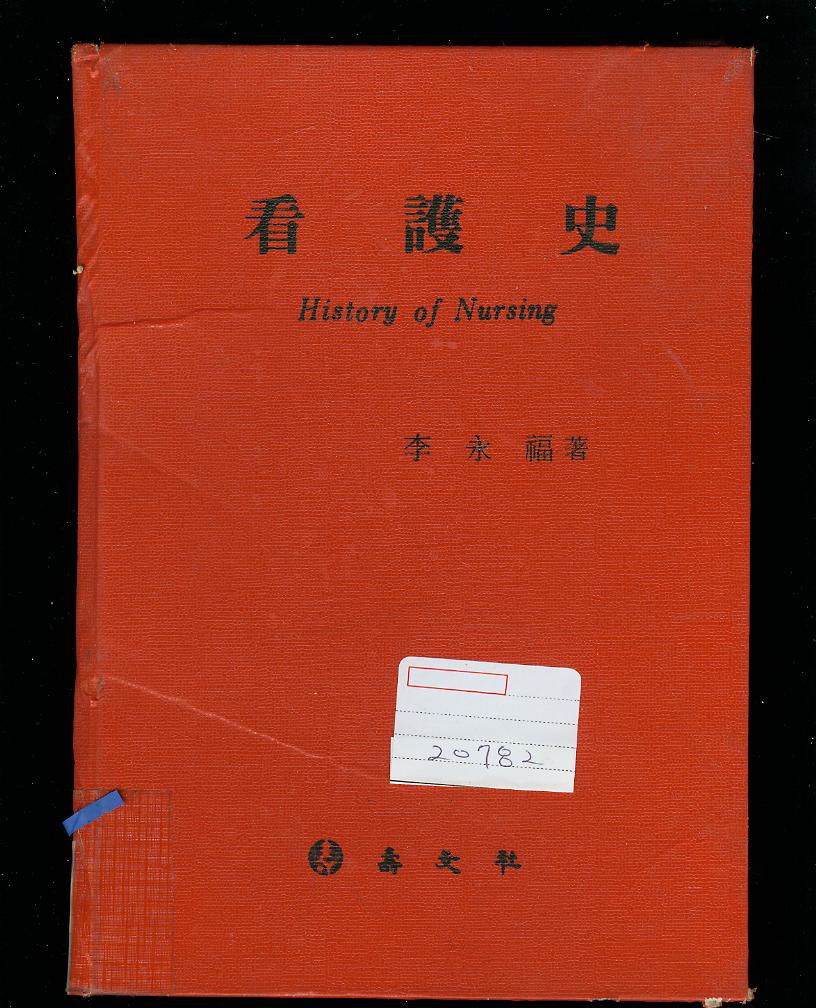 看 護 史
History of Nursing
李 永 福 著
20782
壽 文 社